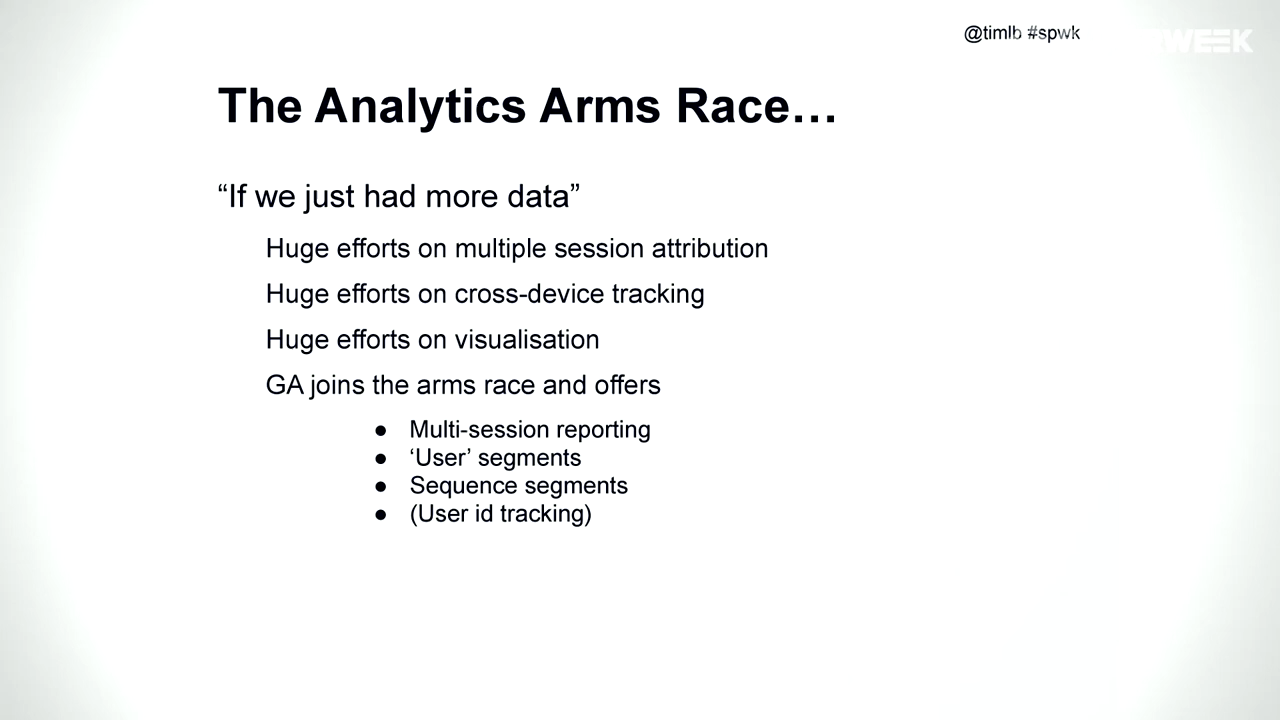 @timlb #spwk
WEEK
The Analytics Arms Race…
“If we just had more data”
Huge efforts on multiple session attribution
Huge efforts on cross-device tracking
Huge efforts on visualisation
GA joins the arms race and offers
● Multi-session reporting
● ‘User’ segments
● Sequence segments
● (User id tracking)